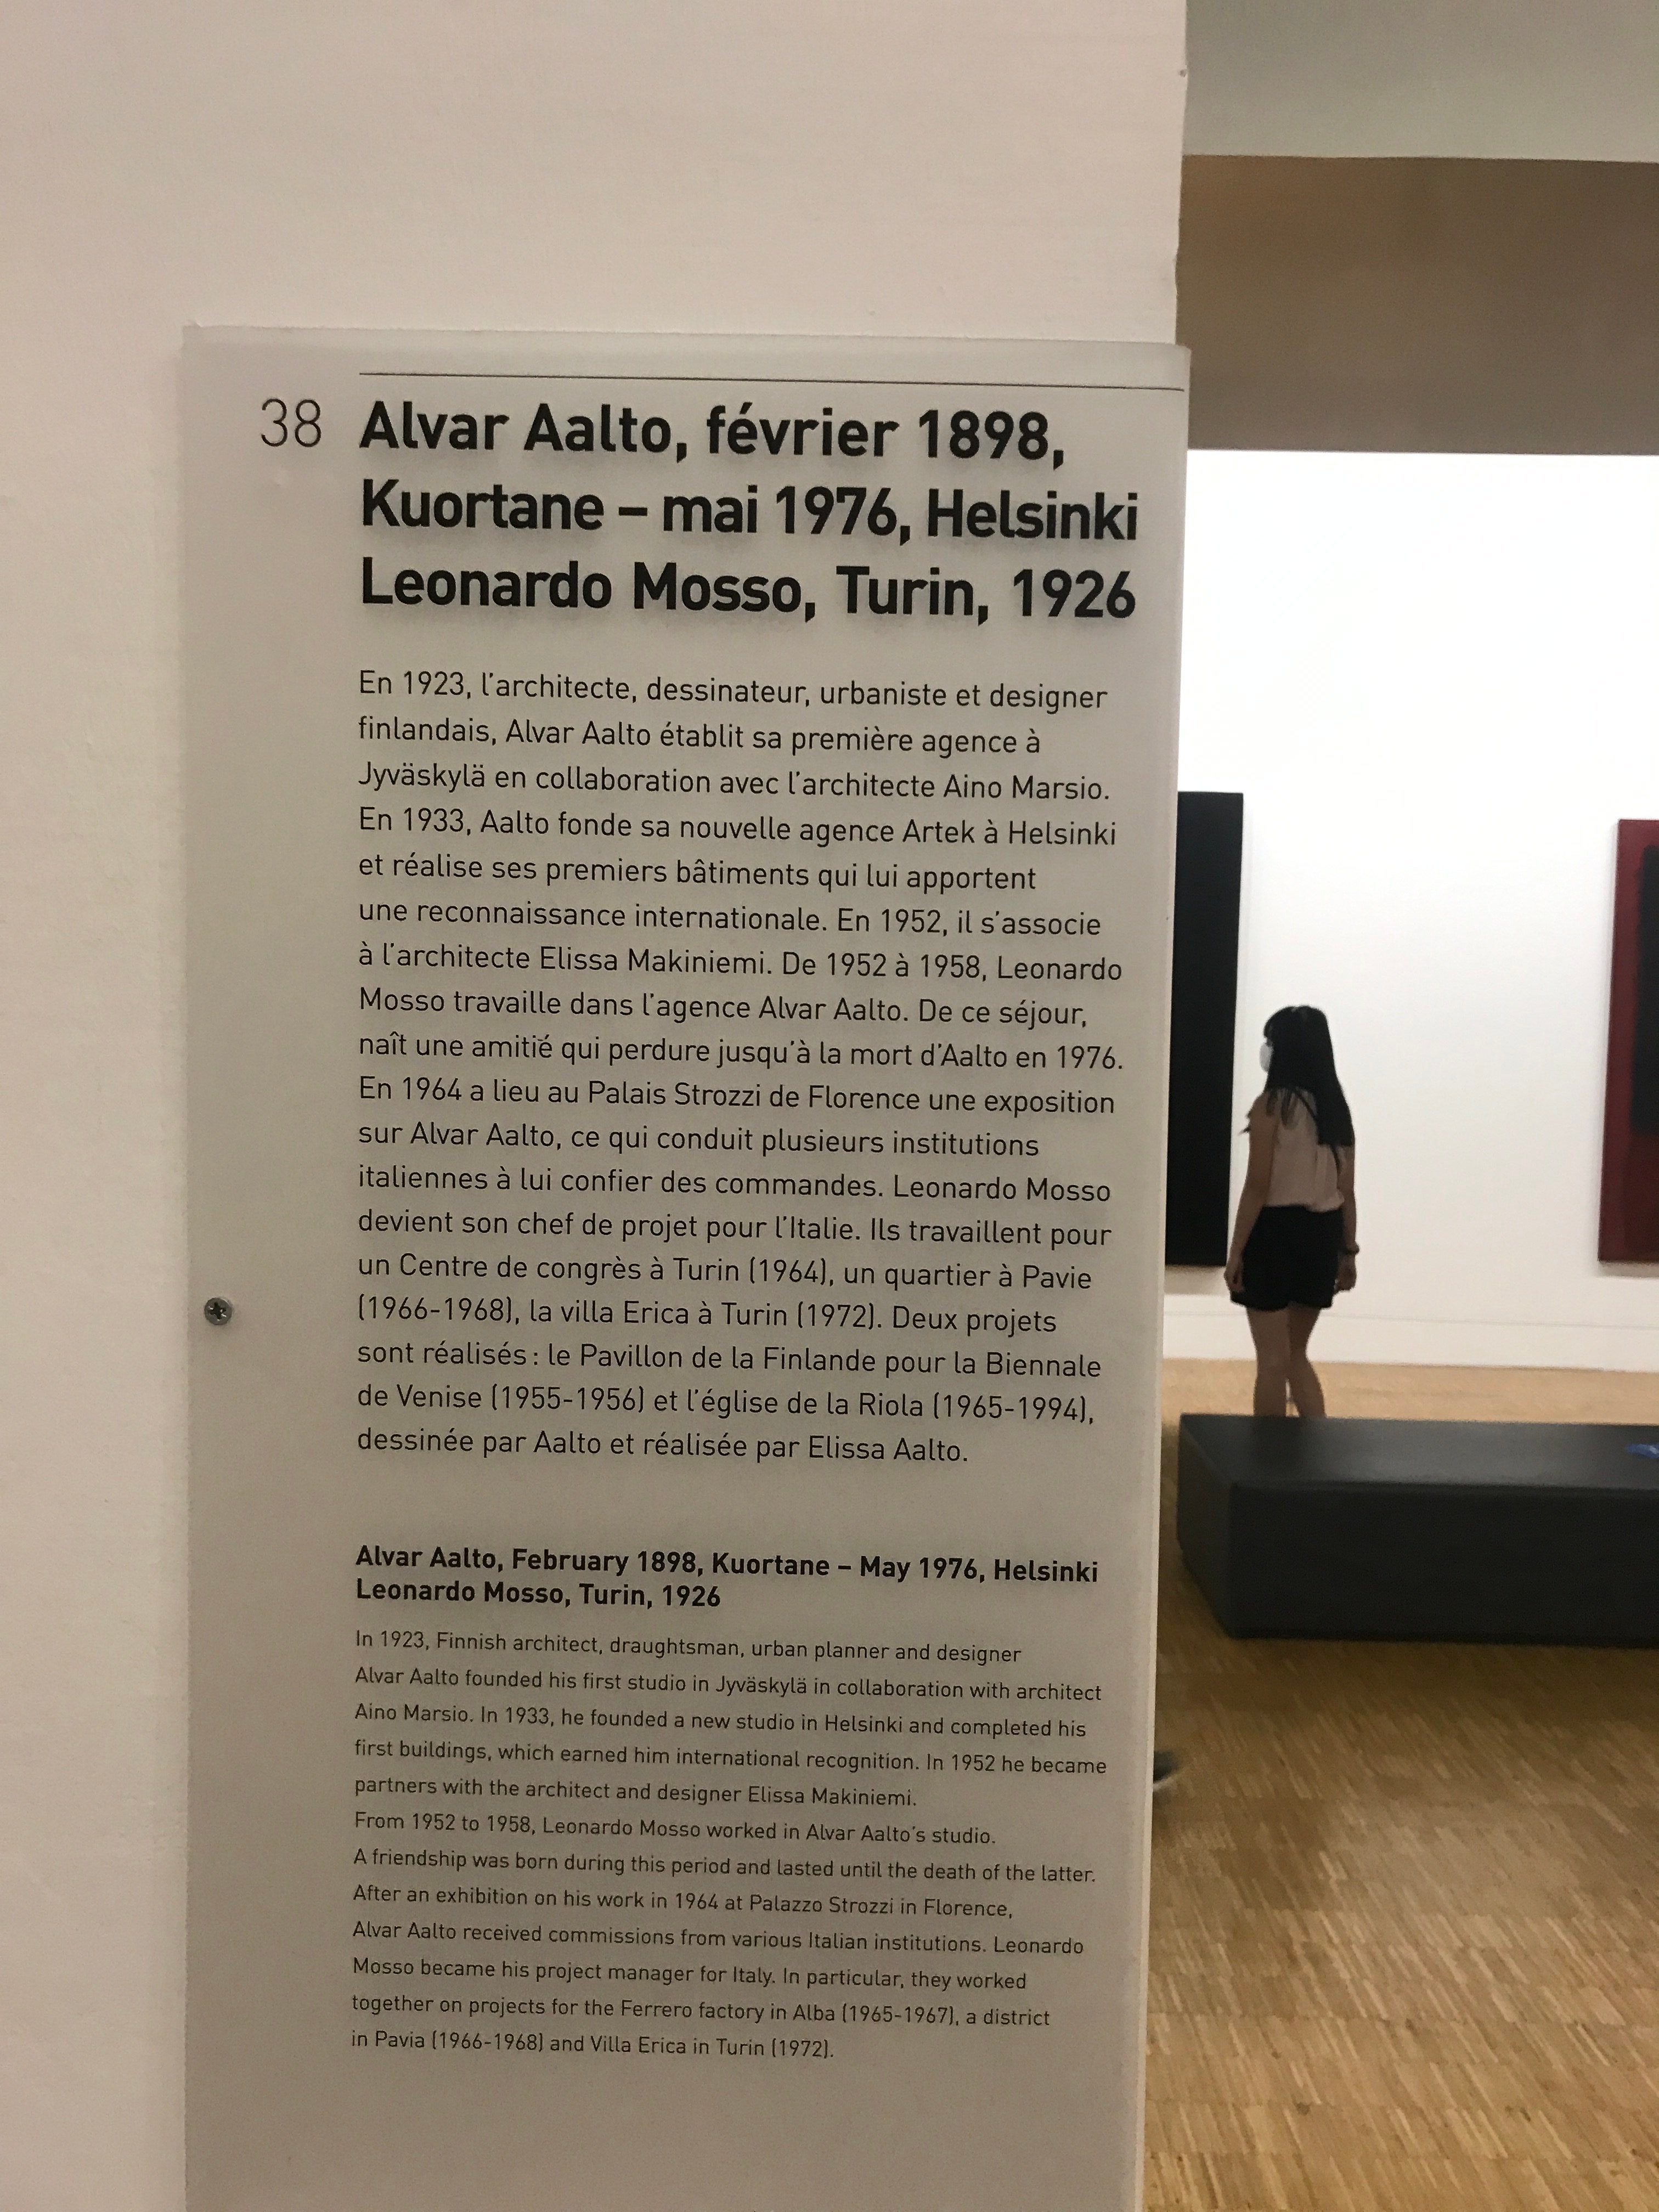 38 Alvar Aalto, février 1898,
Kuortane – mai 1976, Helsinki
Leonardo Mosso, Turin, 1926
En 1923, l'architecte, dessinateur, urbaniste et designer
finlandais, Alvar Aalto établit sa première agence à
Jyväskylä en collaboration avec l'architecte Aino Marsio.
En 1933, Aalto fonde sa nouvelle agence Artek à Helsinki
et réalise ses premiers bâtiments qui lui apportent
une reconnaissance internationale. En 1952, il s'associe
à l'architecte Elissa Makiniemi. De 1952 à 1958, Leonardo
Mosso travaille dans l'agence Alvar Aalto. De ce séjour,
naît une amitié qui perdure jusqu'à la mort d'Aalto en 1976.
En 1964 a lieu au Palais Strozzi de Florence une exposition
sur Alvar Aalto, ce qui conduit plusieurs institutions
italiennes à lui confier des commandes. Leonardo Mosso
devient son chef de projet pour l'Italie. Ils travaillent pour
un Centre de congrès à Turin (1964), un quartier à Pavie
(1966-1968), la villa Erica à Turin (1972). Deux projets
sont réalisés : le Pavillon de la Finlande pour la Biennale
de Venise (1955-1956) et l'église de la Riola (1965-1994),
dessinée par Aalto et réalisée par Elissa Aalto.
Alvar Aalto, February 1898, Kuortane – May 1976, Helsinki
Leonardo Mosso, Turin, 1926
In 1923, Finnish architect, draughtsman, urban planner and designer
Alvar Aalto founded his first studio in Jyväskylä in collaboration with architect
Aino Marsio. In 1933, he founded a new studio in Helsinki and completed his
first buildings, which earned him international recognition. In 1952 he became
partners with the architect and designer Elissa Makiniemi.
From 1952 to 1958, Leonardo Mosso worked in Alvar Aalto's studio.
A friendship was born during this period and lasted until the death of the latter.
After an exhibition on his work in 1964 at Palazzo Strozzi in Florence,
Alvar Aalto received commissions from various Italian institutions. Leonardo
Mosso became his project manager for Italy. In particular, they worked
together on projects for the Ferrero factory in Alba (1965-1967), a district
in Pavia (1966-1968) and Villa Erica in Turin (1972).